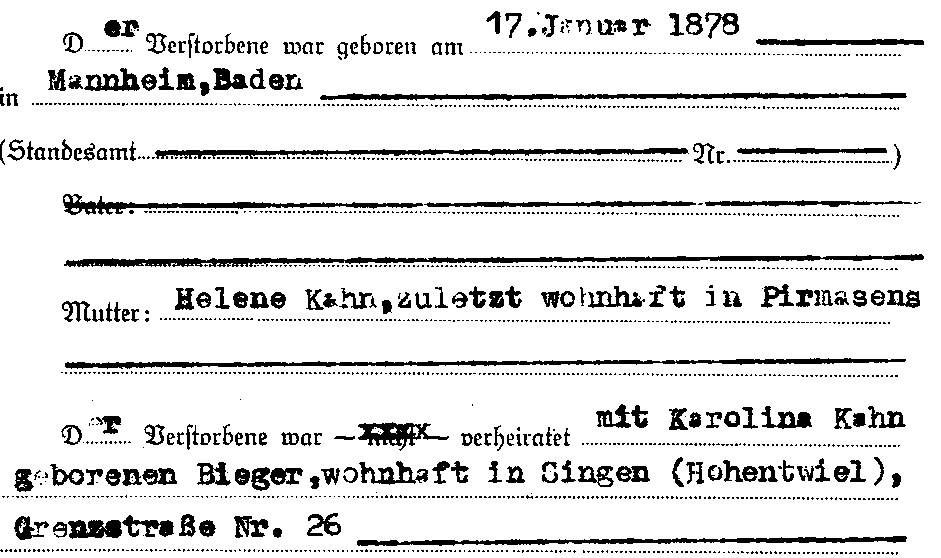 Der Verstorbene war geboren am 17.Januar 1878
in Mannheim,Baden
(Standesamt Nr. )
Vater:
Mutter: Helene Kahn,zuletzt wohnhaft in Pirmasens
Der Verstorbene war — nicht — verheiratet mit Karolina Kahn
geborenen Bieger,wohnhaft in Singen (Hohentwiel),
Grenzstraße Nr. 26